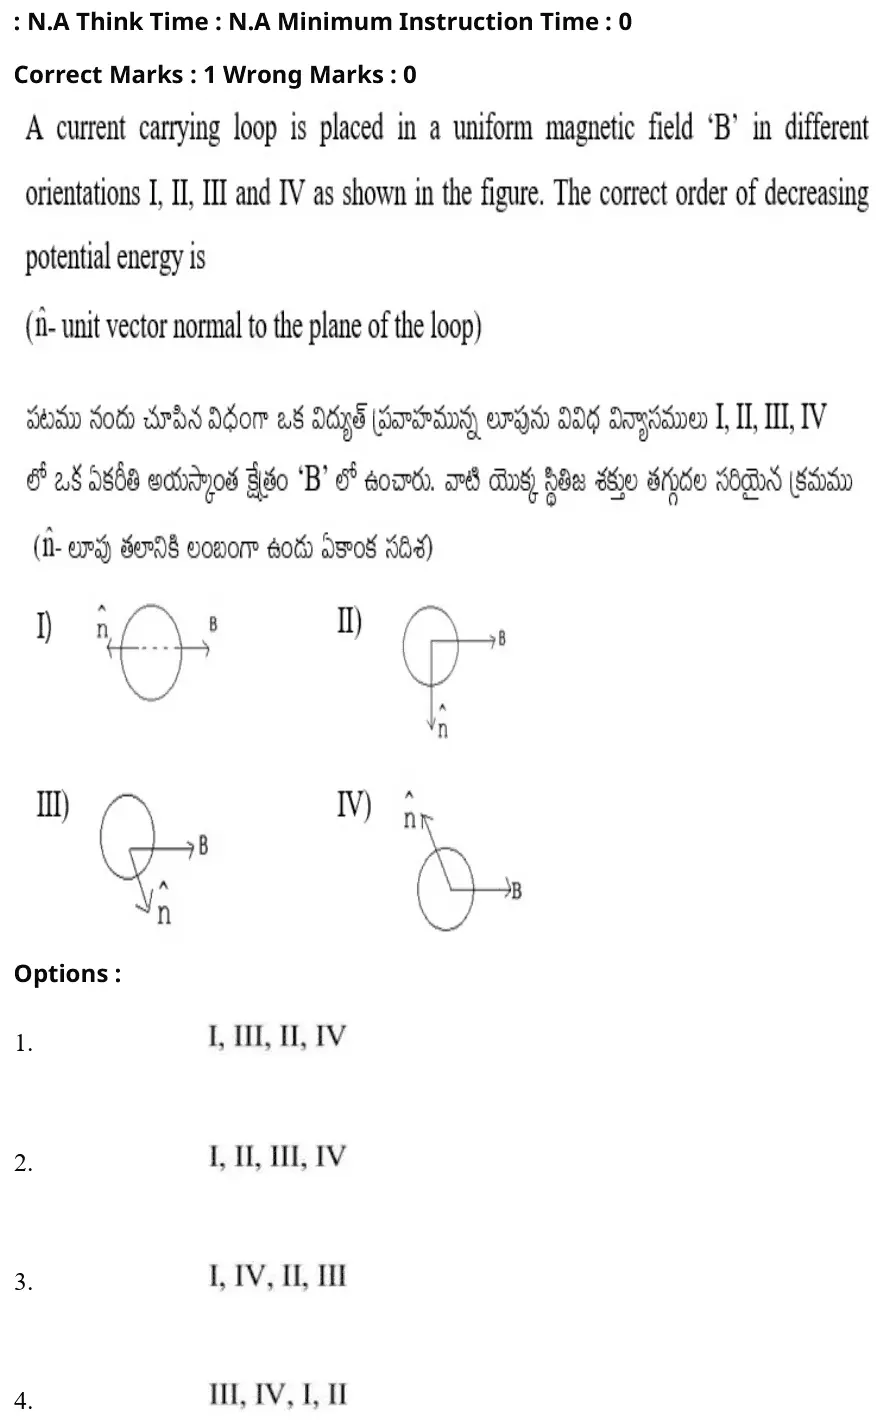 : N.A Think Time : N.A Minimum Instruction Time : 0
Correct Marks : 1 Wrong Marks : 0
A current carrying loop is placed in a uniform magnetic field ‘B’ in different
orientations I, II, III and IV as shown in the figure. The correct order of decreasing
potential energy is
(n̂- unit vector normal to the plane of the loop)
పటము నందు చూపిన విధంగా ఒక విద్యుత్ ప్రవాహమున్న లూపును వివిధ విన్యాసములు I, II, III, IV
లో ఒక ఏకరీతి అయస్కాంత క్షేత్రం ‘B’ లో ఉంచారు. వాటి యొక్క స్థితిజ శక్తుల తగ్గుదల సరియైన క్రమము
(n̂- లూపు తలానికి లంబంగా ఉండు ఏకాంక సదిశ)
I) n̂ B II) B
n̂
III) B IV) n̂
n̂ B
Options :
1. I, III, II, IV
2. I, II, III, IV
3. I, IV, II, III
4. III, IV, I, II